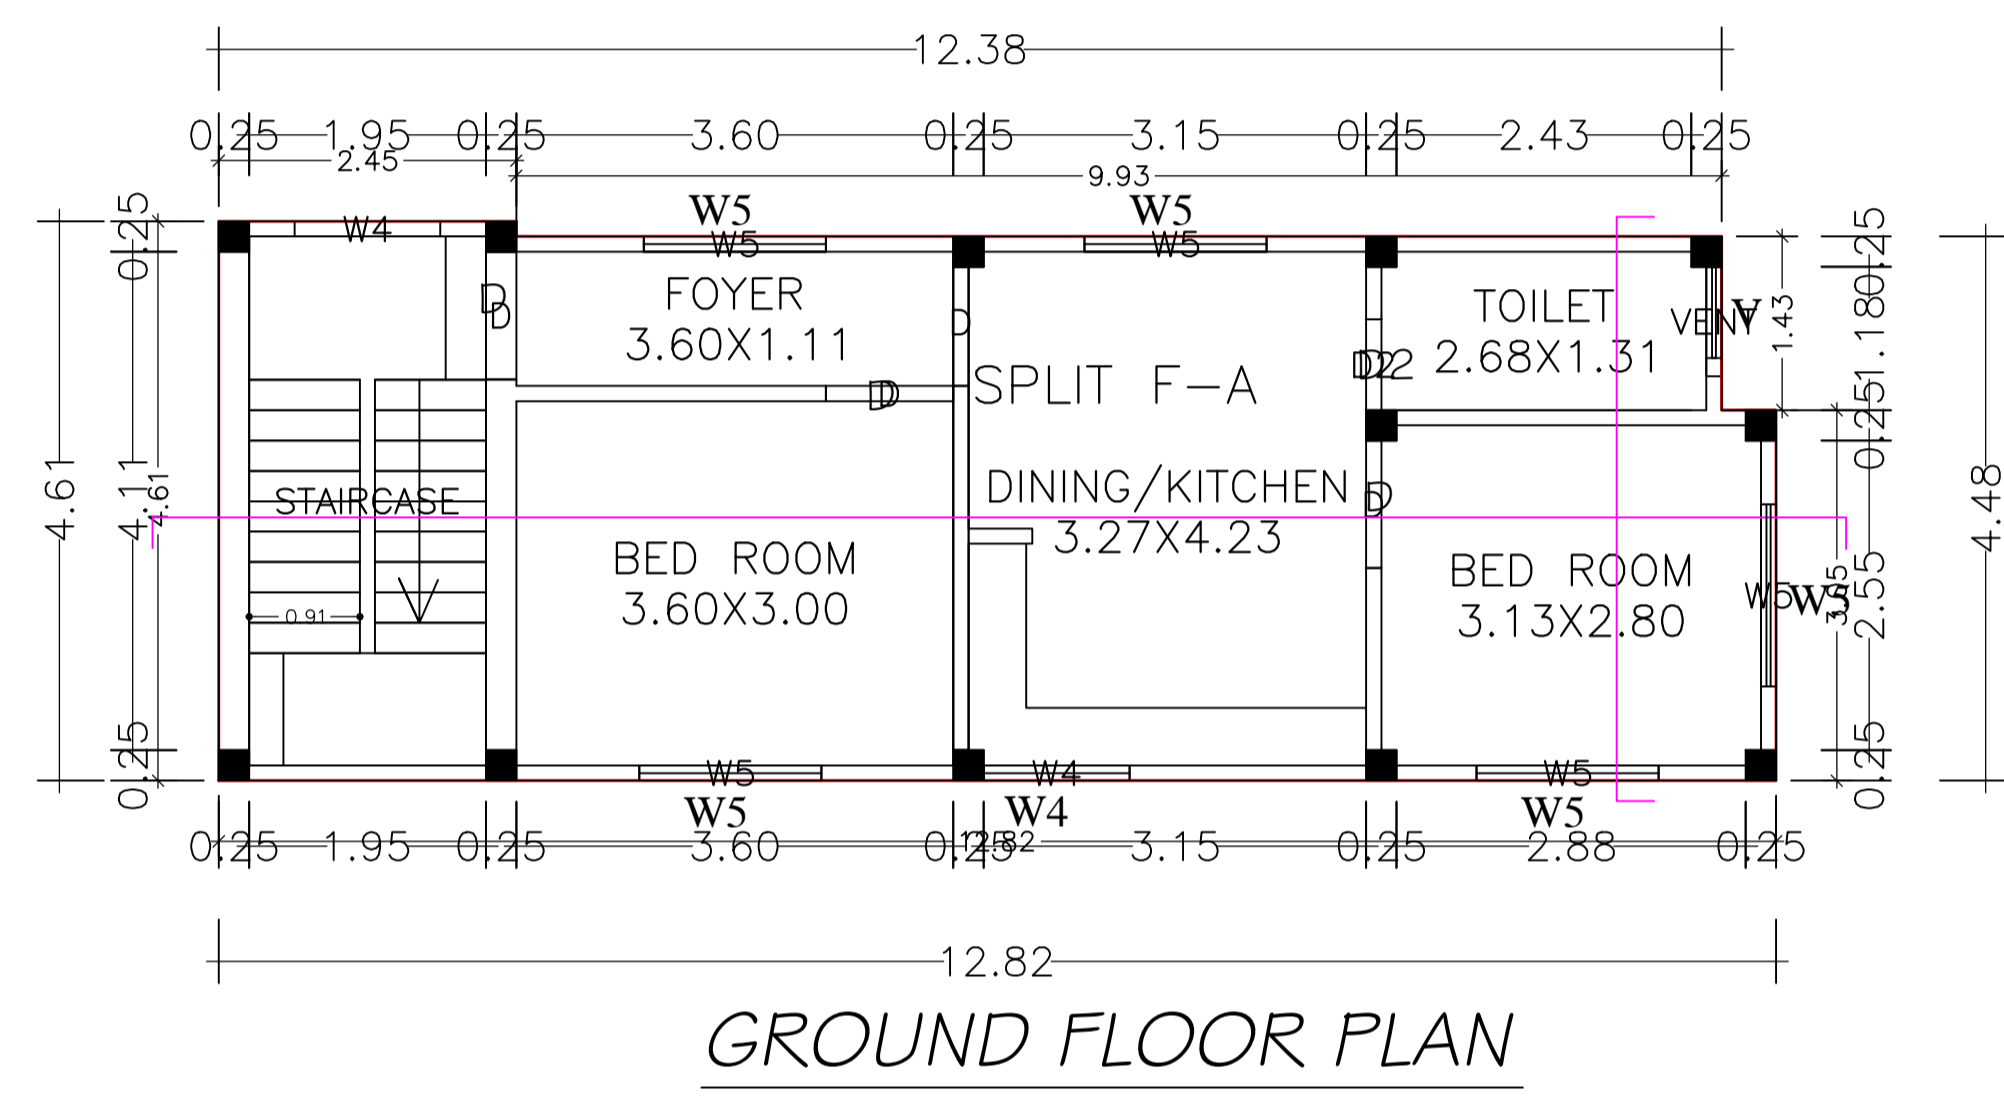 12.38
0.25 1.95 0.25 3.60 0.25 3.15 0.25 2.43 0.25
2.45
9.93
W5 W5
W4 W5 W5
0.25
0.25
FOYER
3.60X1.11
D
D
D
D
D
TOILET
2.68X1.31
VENT V
D2
D2
1.43
1.18
0.25
SPLIT F-A
4.61
4.11
4.61
STAIRCASE
DINING/KITCHEN
3.27X4.23
D
D
4.48
BED ROOM
3.60X3.00
BED ROOM
3.13X2.80
W5 W5
3.05
2.55
0.91
0.25
0.25
W5 W4 W5
W5 W4 W5
0.25 1.95 0.25 3.60 0.25 3.15 0.25 2.88 0.25
12.82
12.82
GROUND FLOOR PLAN